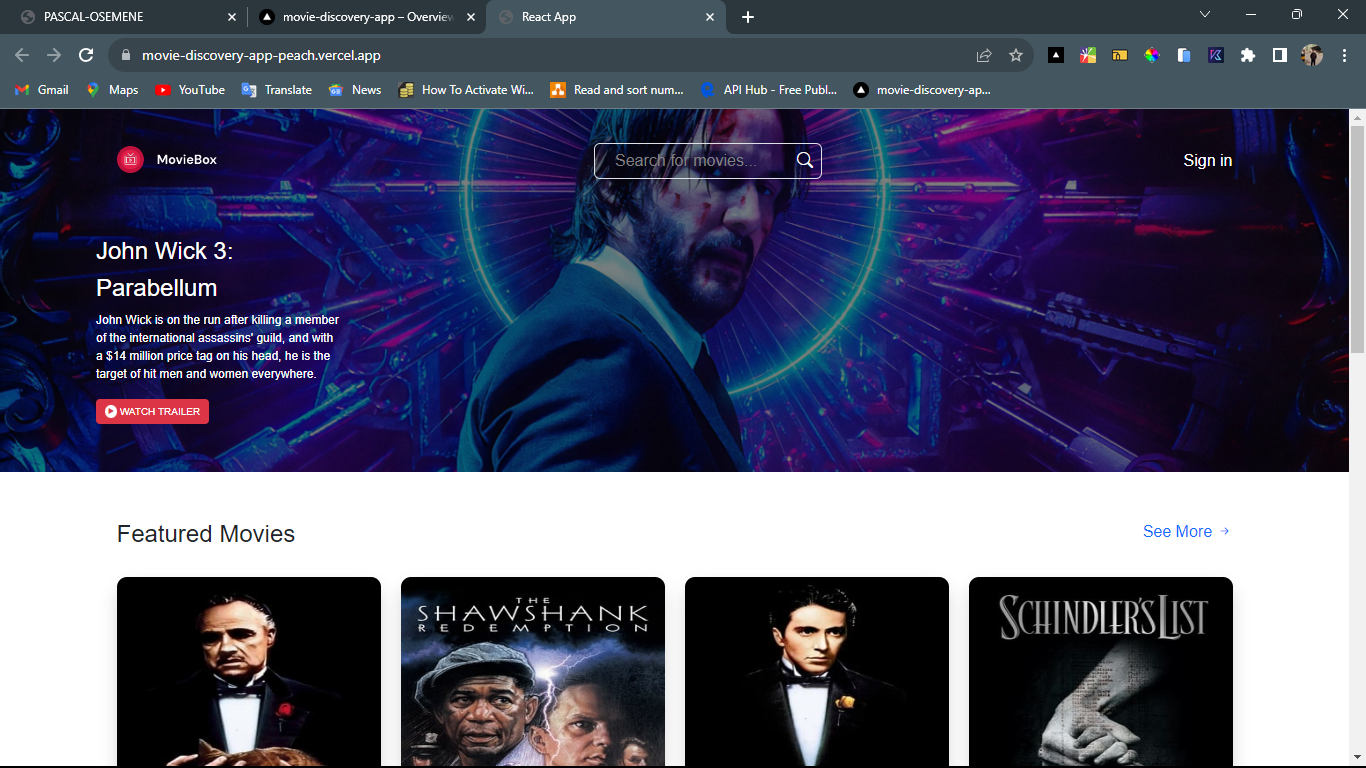 PASCAL-OSEMENE
movie-discovery-app – Overview
React App
movie-discovery-app-peach.vercel.app
Gmail
Maps
YouTube
Translate
News
How To Activate Wi...
Read and sort num...
API Hub - Free Publ...
movie-discovery-ap...
MovieBox
Search for movies...
Sign in
John Wick 3:
Parabellum
John Wick is on the run after killing a member
of the international assassins' guild, and with
a $14 million price tag on his head, he is the
target of hit men and women everywhere.
WATCH TRAILER
Featured Movies
See More
THE
SHAWSHANK
REDEMPTION
SCHINDLER'S LIST